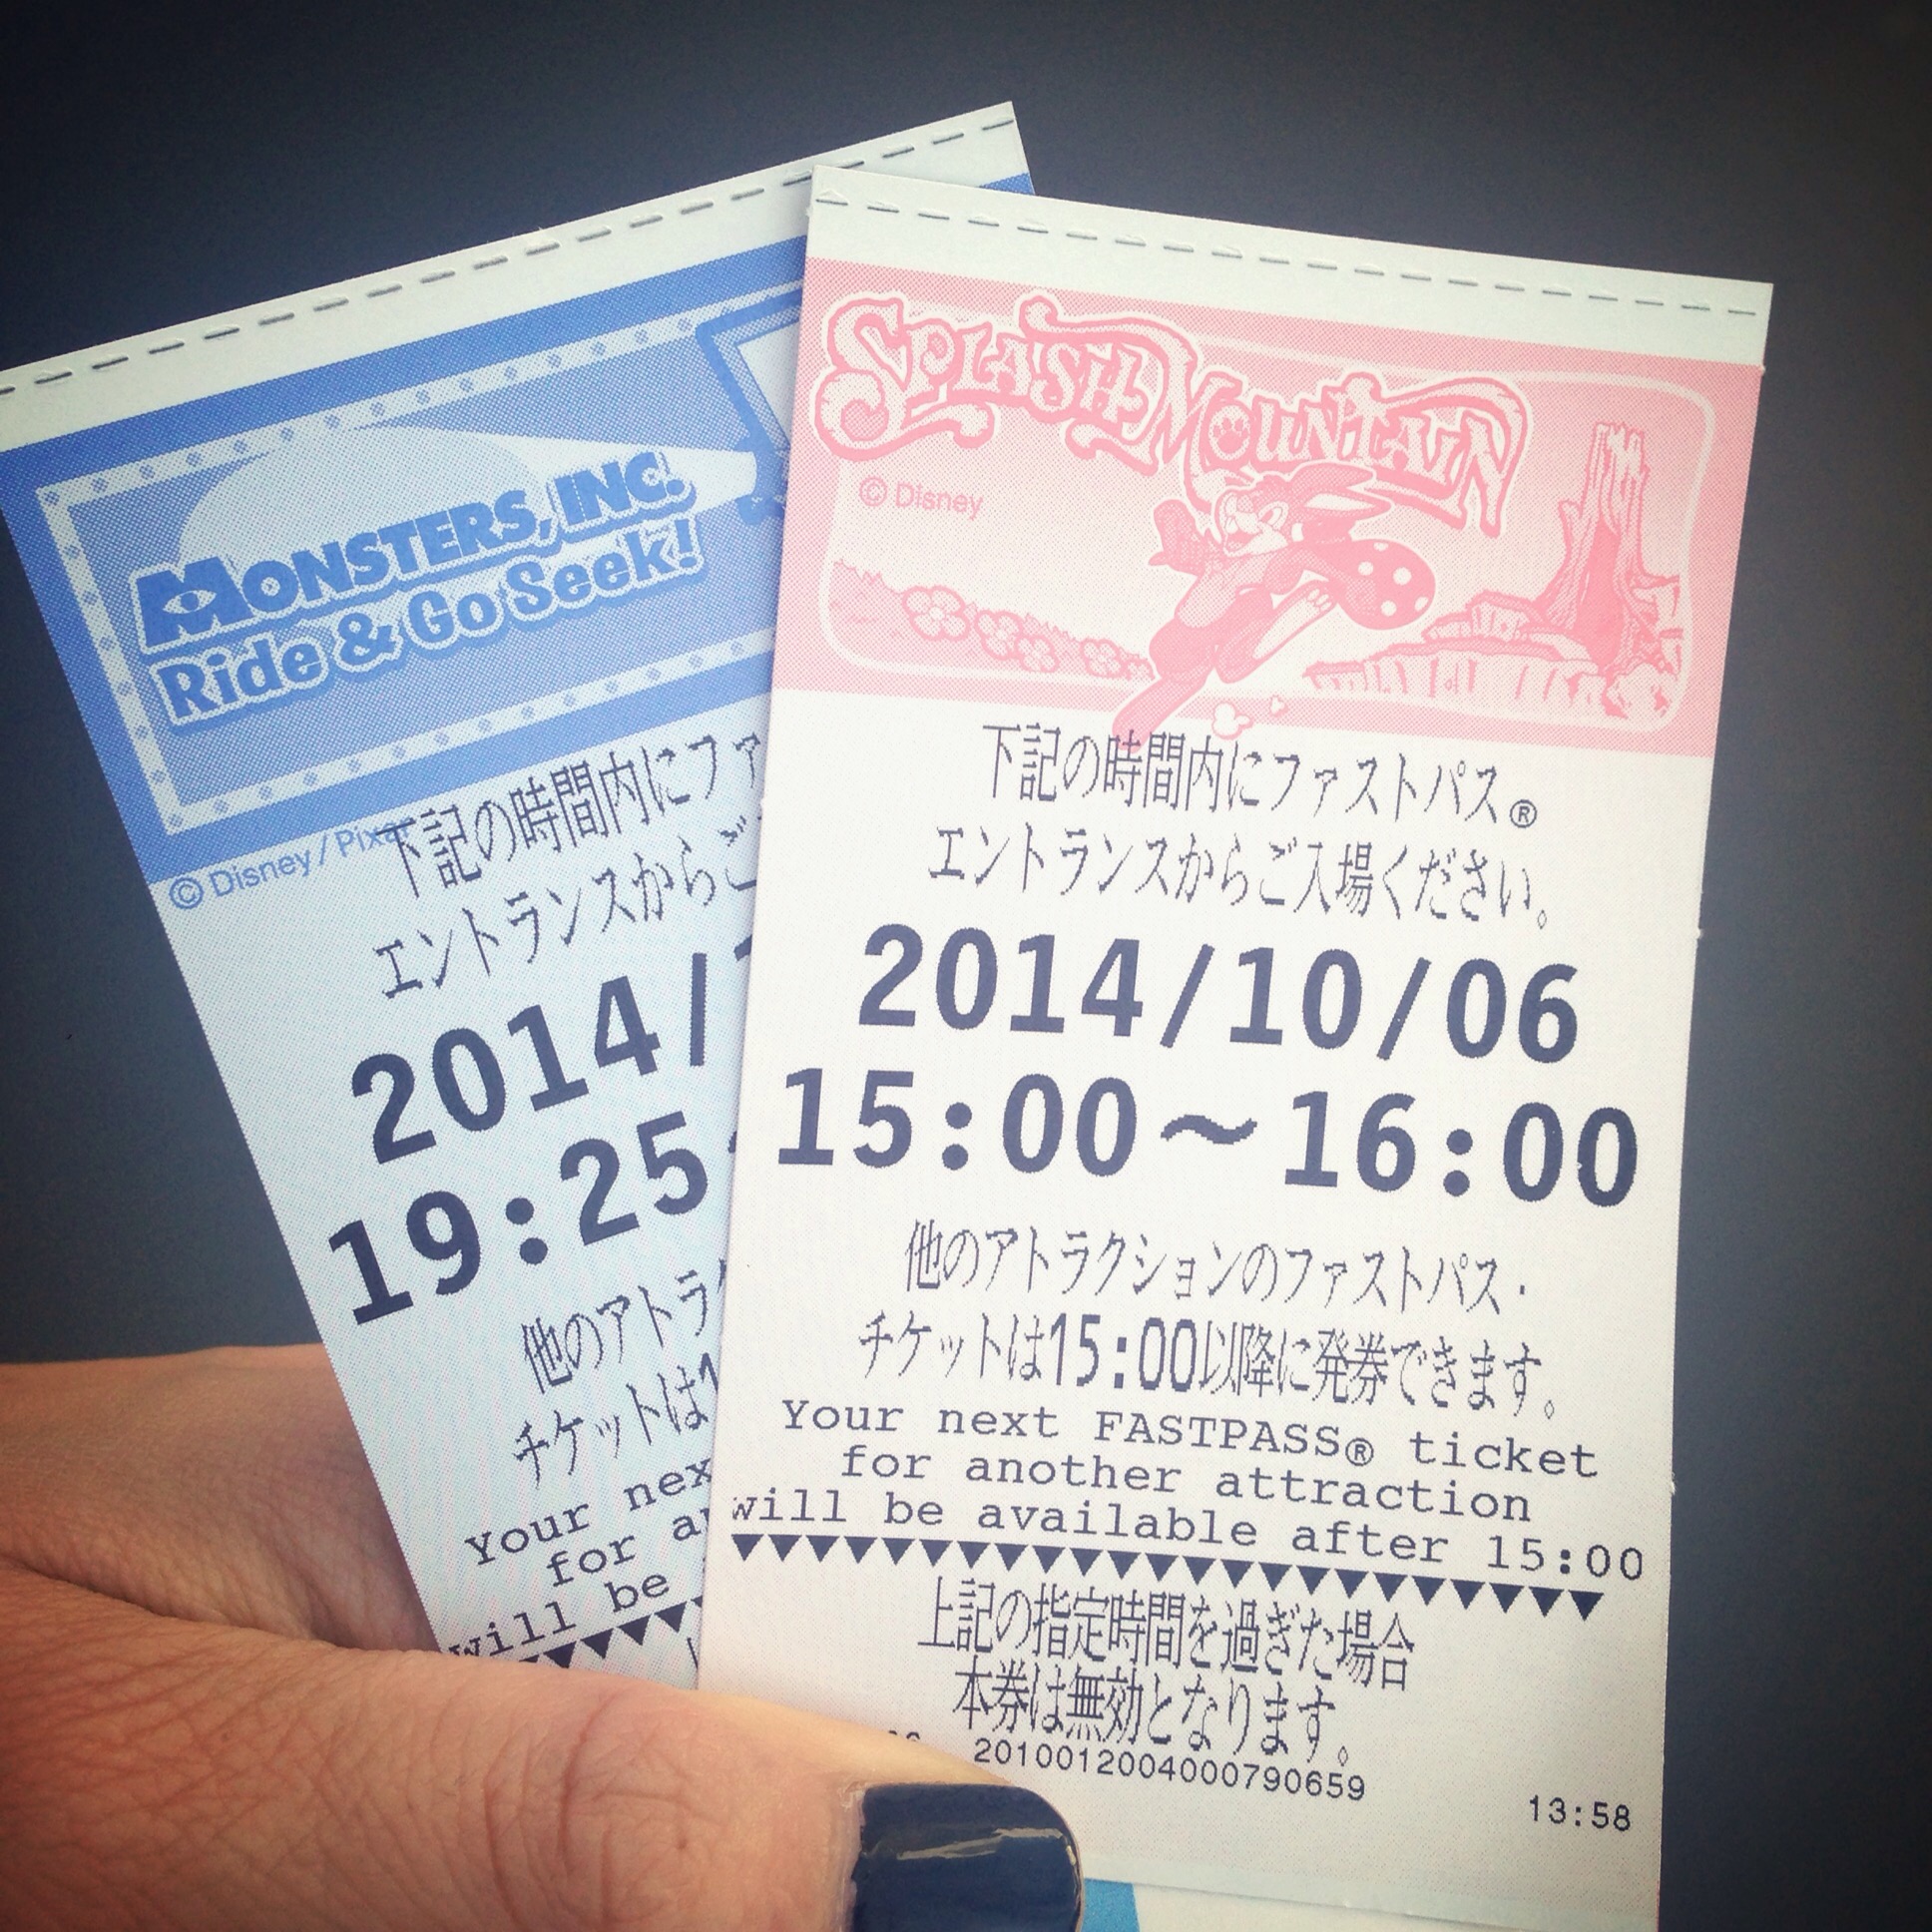 MONSTERS, INC.
Ride & Go Seek!
© Disney/Pixar
下記の時間内にファ
エントランスからご
2014/
19:25
他のアトラ
チケットは1
Your nex
for a
will be
SPLASH MOUNTAIN
© Disney
下記の時間内にファストパス®
エントランスからご入場ください。
2014/10/06
15:00～16:00
他のアトラクションのファストパス・
チケットは15:00以降に発券できます。
Your next FASTPASS® ticket
for another attraction
will be available after 15:00
▼▼▼▼▼▼▼▼▼▼▼▼▼▼▼▼▼▼▼▼▼▼▼
上記の指定時間を過ぎた場合
本券は無効となります。
2010012004000790659
13:58